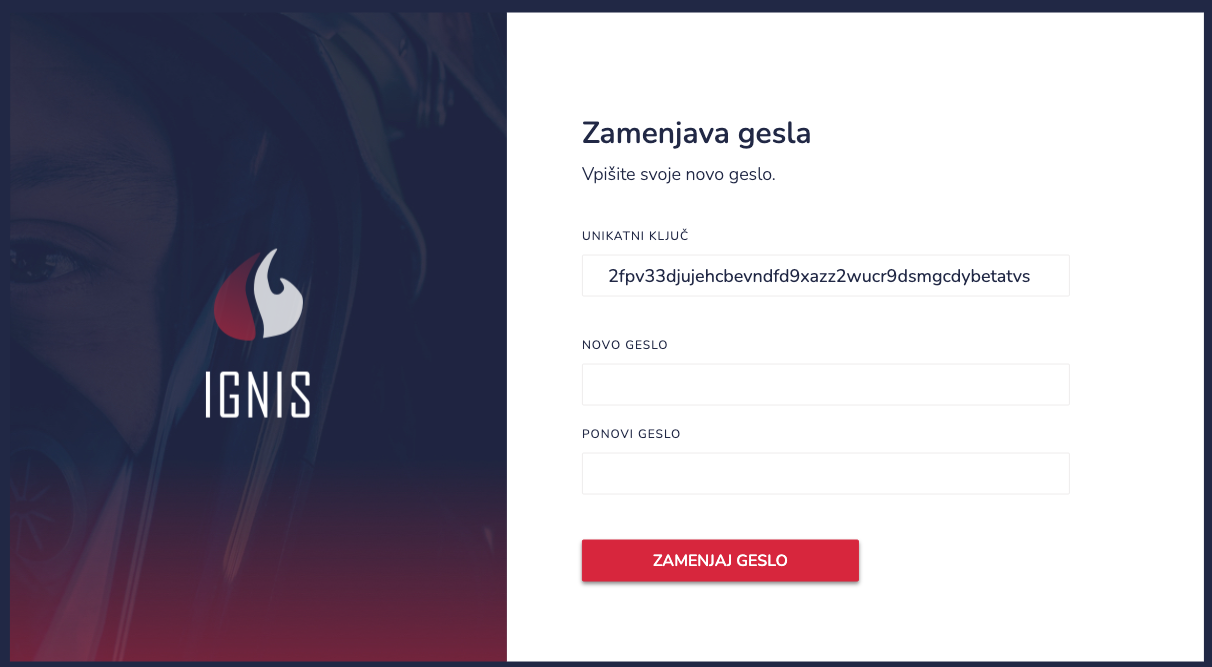 IGNIS
Zamenjava gesla
Vpišite svoje novo geslo.
UNIKATNI KLJUČ
2fpv33djujehcbevndfd9xazz2wucr9dsmgcdybetatvs
NOVO GESLO
PONOVI GESLO
ZAMENJAJ GESLO